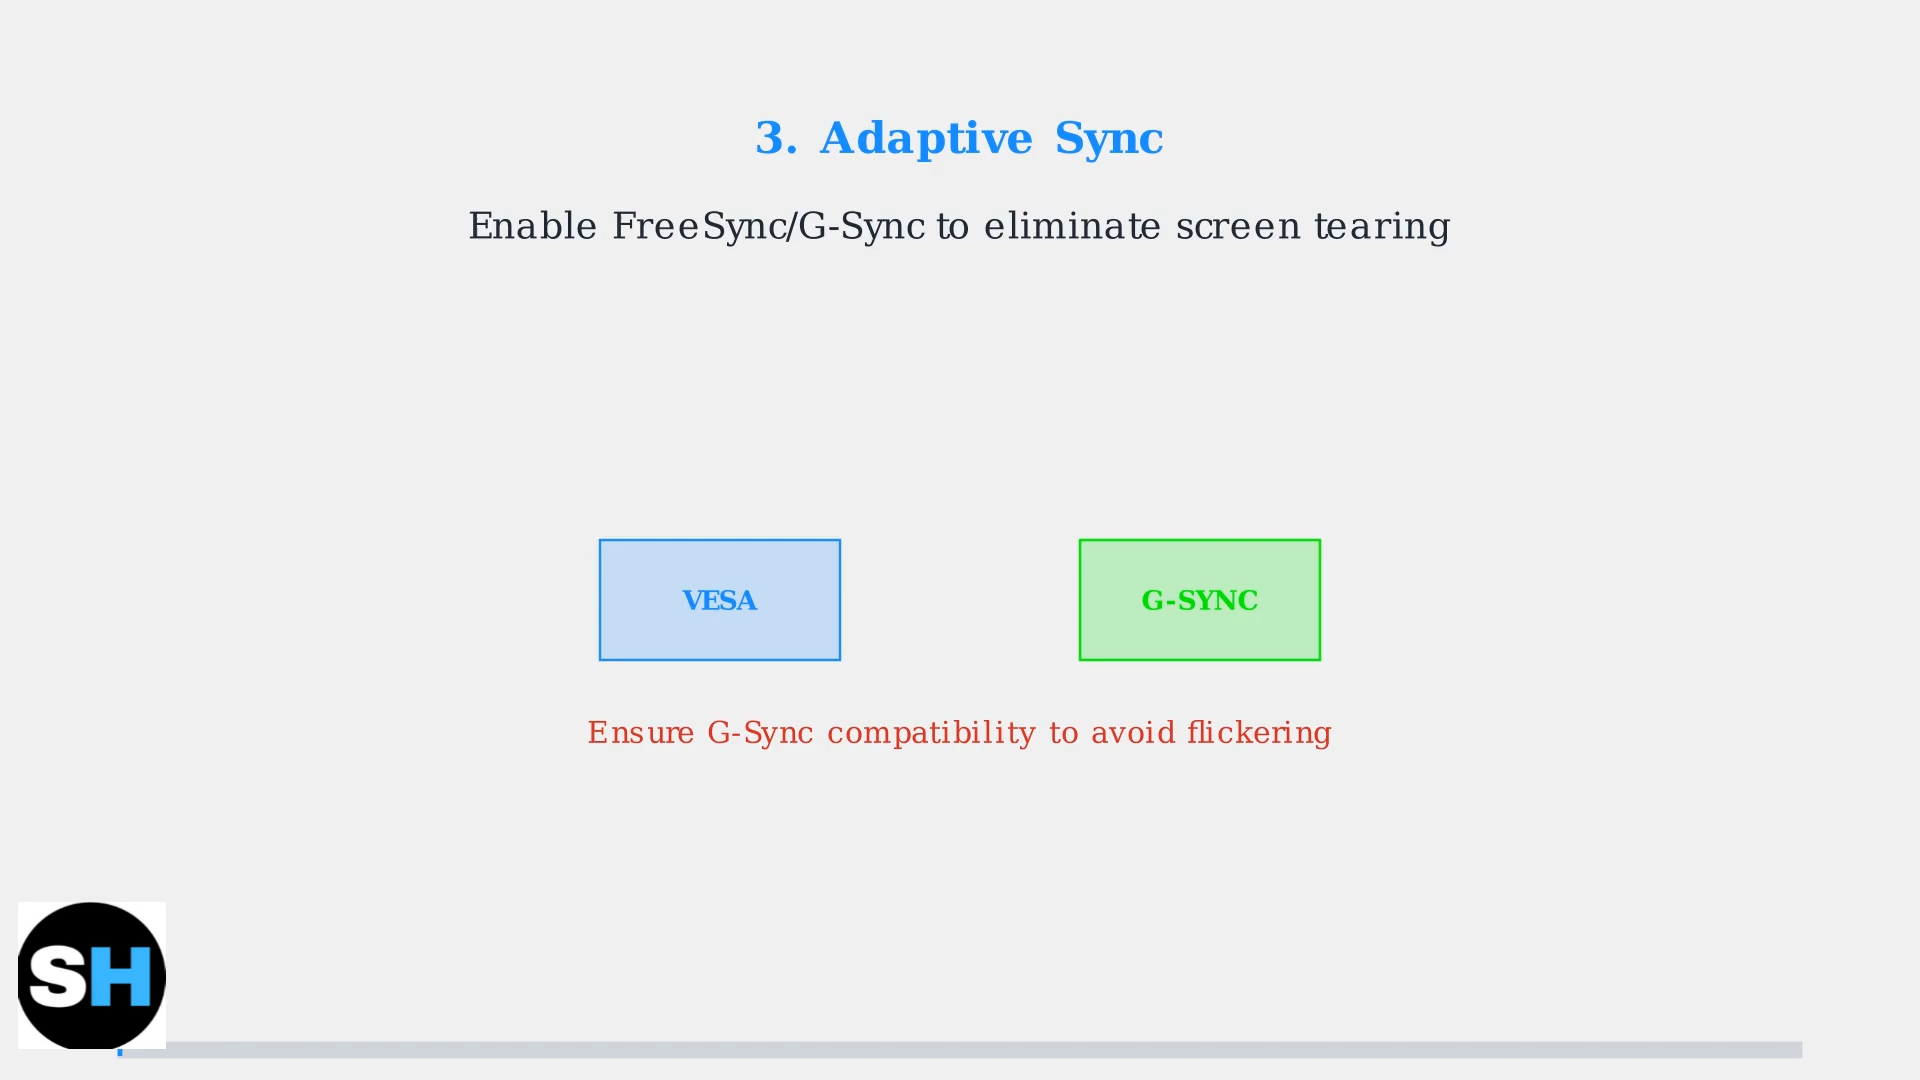 3. Adaptive Sync
Enable FreeSync/G-Sync to eliminate screen tearing
VESA
G-SYNC
Ensure G-Sync compatibility to avoid flickering
SH